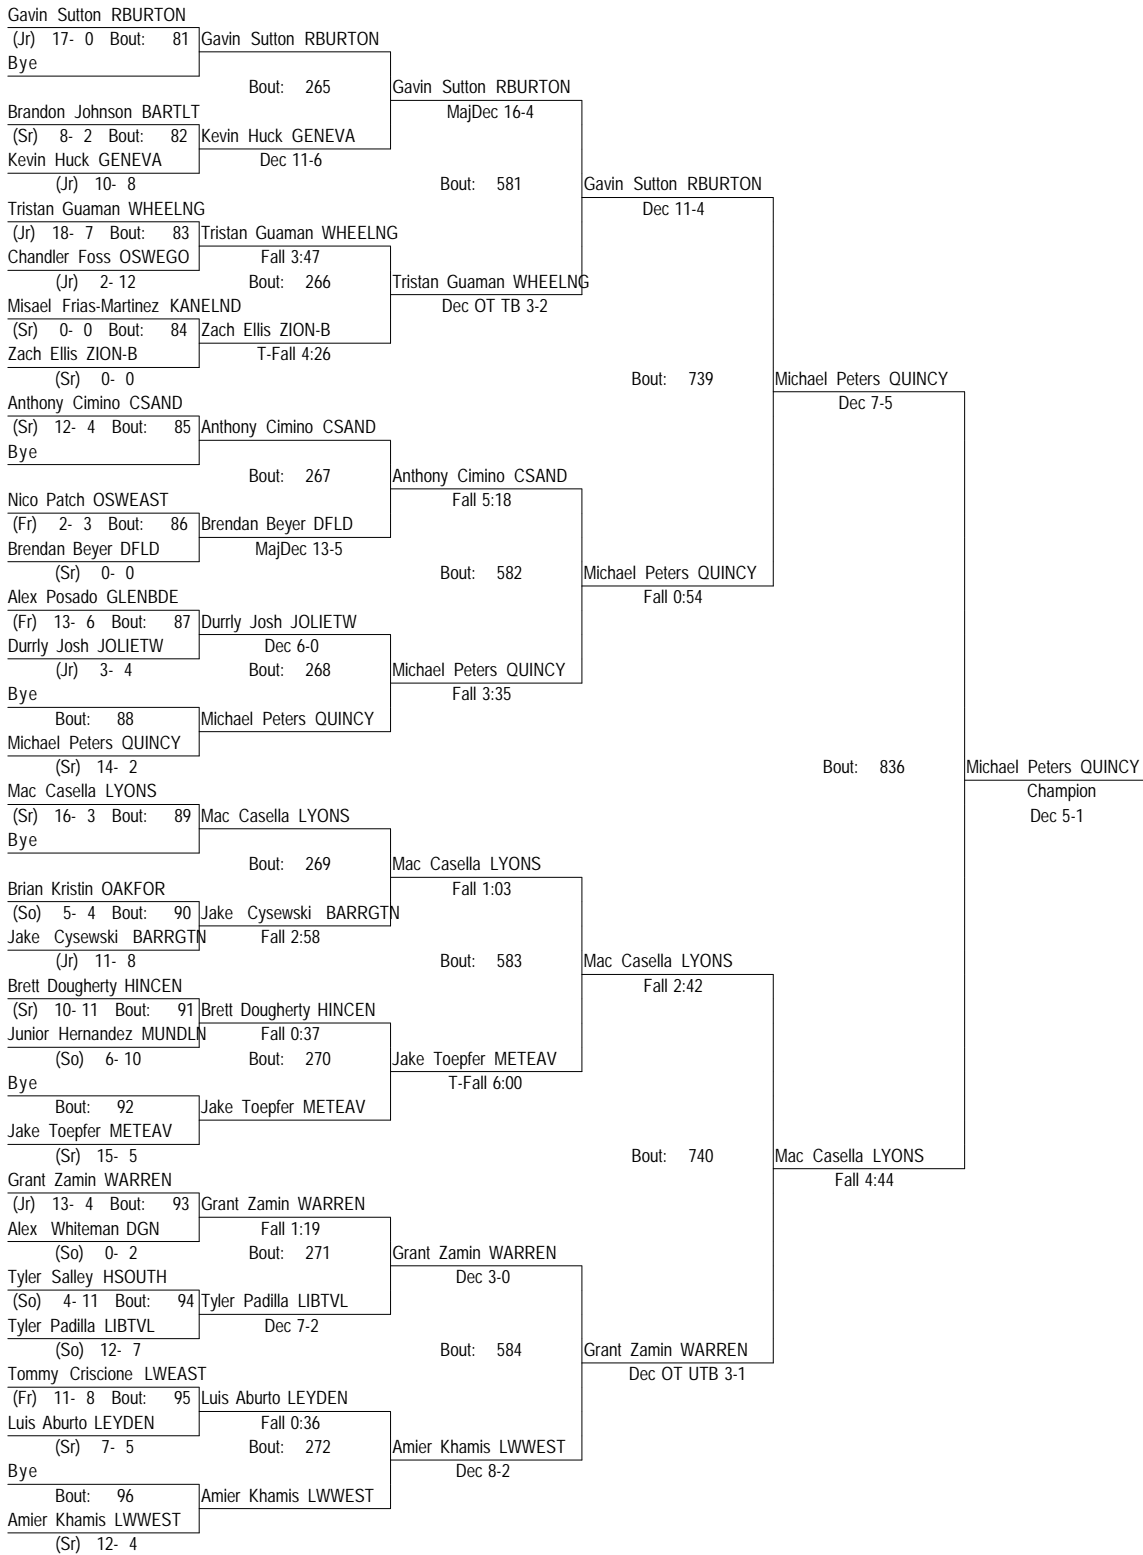 Gavin Sutton RBURTON
(Jr) 17- 0 Bout: 81 Gavin Sutton RBURTON
Bye
Bout: 265 Gavin Sutton RBURTON
Brandon Johnson BARTLT MajDec 16-4
(Sr) 8- 2 Bout: 82 Kevin Huck GENEVA
Kevin Huck GENEVA Dec 11-6
(Jr) 10- 8 Bout: 581 Gavin Sutton RBURTON
Tristan Guaman WHEELNG Dec 11-4
(Jr) 18- 7 Bout: 83 Tristan Guaman WHEELNG
Chandler Foss OSWEGO Fall 3:47
(Jr) 2- 12 Bout: 266 Tristan Guaman WHEELNG
Misael Frias-Martinez KANELND Dec OT TB 3-2
(Sr) 0- 0 Bout: 84 Zach Ellis ZION-B
Zach Ellis ZION-B T-Fall 4:26
(Sr) 0- 0 Bout: 739 Michael Peters QUINCY
Anthony Cimino CSAND Dec 7-5
(Sr) 12- 4 Bout: 85 Anthony Cimino CSAND
Bye
Bout: 267 Anthony Cimino CSAND
Nico Patch OSWEAST Fall 5:18
(Fr) 2- 3 Bout: 86 Brendan Beyer DFLD
Brendan Beyer DFLD MajDec 13-5
(Sr) 0- 0 Bout: 582 Michael Peters QUINCY
Alex Posado GLENBDE Fall 0:54
(Fr) 13- 6 Bout: 87 Durrly Josh JOLIETW
Durrly Josh JOLIETW Dec 6-0
(Jr) 3- 4 Bout: 268 Michael Peters QUINCY
Bye Fall 3:35
Bout: 88 Michael Peters QUINCY
Michael Peters QUINCY
(Sr) 14- 2 Bout: 836 Michael Peters QUINCY
Mac Casella LYONS Champion
(Sr) 16- 3 Bout: 89 Mac Casella LYONS Dec 5-1
Bye
Bout: 269 Mac Casella LYONS
Brian Kristin OAKFOR Fall 1:03
(So) 5- 4 Bout: 90 Jake Cysewski BARRGTN
Jake Cysewski BARRGTN Fall 2:58
(Jr) 11- 8 Bout: 583 Mac Casella LYONS
Brett Dougherty HINCEN Fall 2:42
(Sr) 10- 11 Bout: 91 Brett Dougherty HINCEN
Junior Hernandez MUNDLN Fall 0:37
(So) 6- 10 Bout: 270 Jake Toepfer METEAV
Bye T-Fall 6:00
Bout: 92 Jake Toepfer METEAV
Jake Toepfer METEAV
(Sr) 15- 5 Bout: 740 Mac Casella LYONS
Grant Zamin WARREN Fall 4:44
(Jr) 13- 4 Bout: 93 Grant Zamin WARREN
Alex Whiteman DGN Fall 1:19
(So) 0- 2 Bout: 271 Grant Zamin WARREN
Tyler Salley HSOUTH Dec 3-0
(So) 4- 11 Bout: 94 Tyler Padilla LIBTVL
Tyler Padilla LIBTVL Dec 7-2
(So) 12- 7 Bout: 584 Grant Zamin WARREN
Tommy Criscione LWEAST Dec OT UTB 3-1
(Fr) 11- 8 Bout: 95 Luis Aburto LEYDEN
Luis Aburto LEYDEN Fall 0:36
(Sr) 7- 5 Bout: 272 Amier Khamis LWWEST
Bye Dec 8-2
Bout: 96 Amier Khamis LWWEST
Amier Khamis LWWEST
(Sr) 12- 4